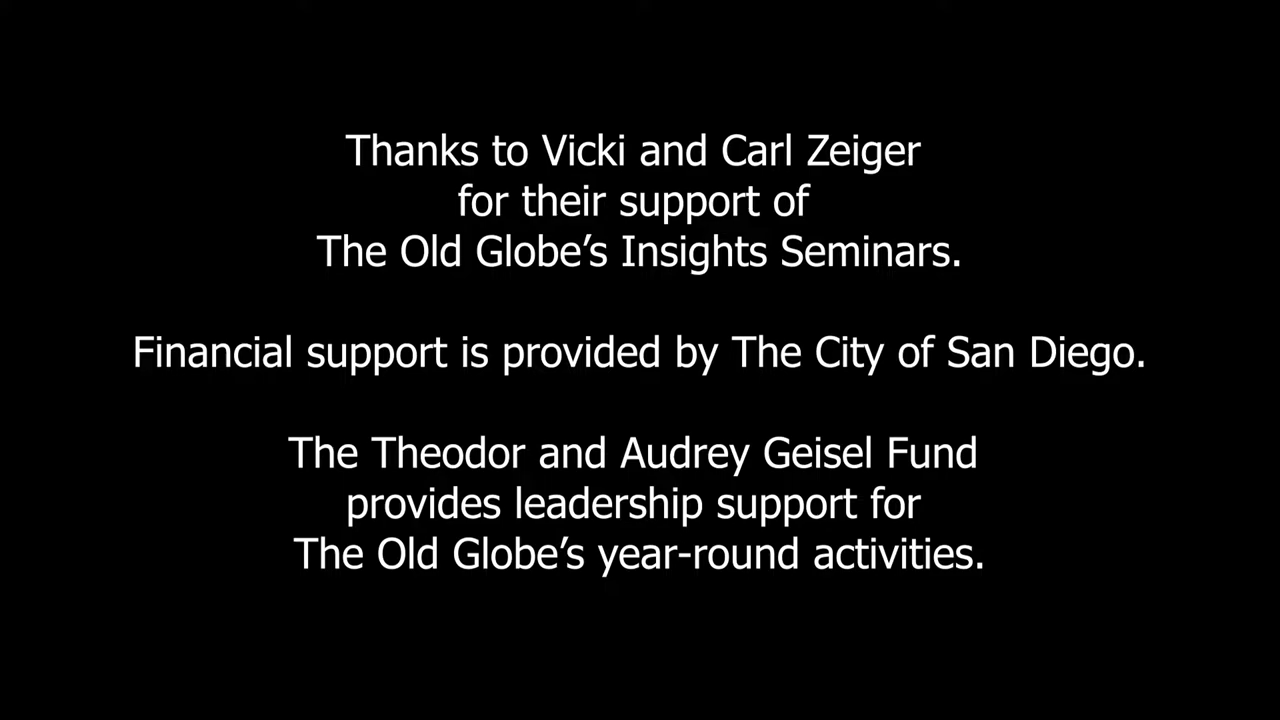 Thanks to Vicki and Carl Zeiger
for their support of
The Old Globe’s Insights Seminars.
Financial support is provided by The City of San Diego.
The Theodor and Audrey Geisel Fund
provides leadership support for
The Old Globe’s year-round activities.